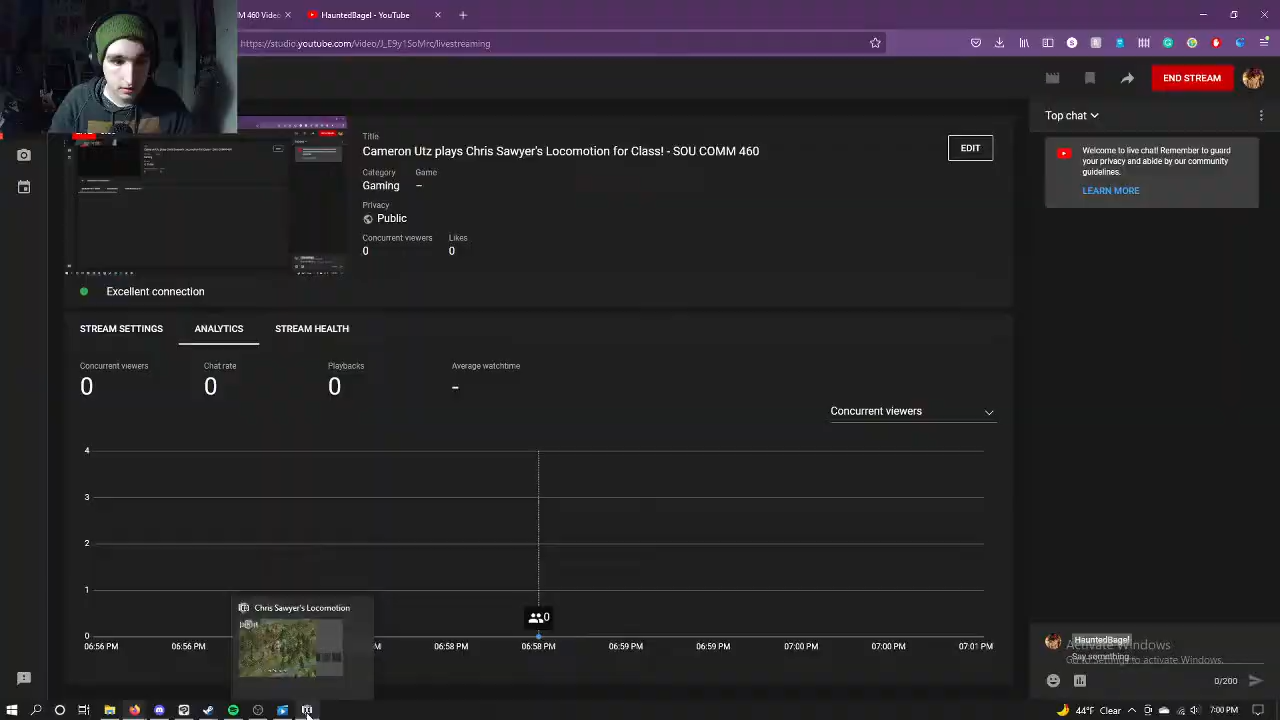 M 460 Video
HauntedBagel - YouTube
https://studio.youtube.com/video/J_E9y1SoMrc/livestreaming
END STREAM
Title
Cameron Utz plays Chris Sawyer's Locomotion for Class! - SOU COMM 460
EDIT
Category
Game
Gaming
–
Privacy
Public
Concurrent viewers
Likes
0
0
Excellent connection
STREAM SETTINGS
ANALYTICS
STREAM HEALTH
Concurrent viewers
Chat rate
Playbacks
Average watchtime
0
0
0
-
Concurrent viewers
4
3
2
1
0
0
06:56 PM
06:56 PM
M
06:58 PM
06:58 PM
06:59 PM
06:59 PM
07:00 PM
07:00 PM
07:01 PM
Chris Sawyer's Locomotion
Top chat
Welcome to live chat! Remember to guard
your privacy and abide by our community
guidelines.
LEARN MORE
HauntedBagel
Say something...
Activate Windows
Go to Settings to activate Windows.
0/200
44°F Clear
7:00 PM